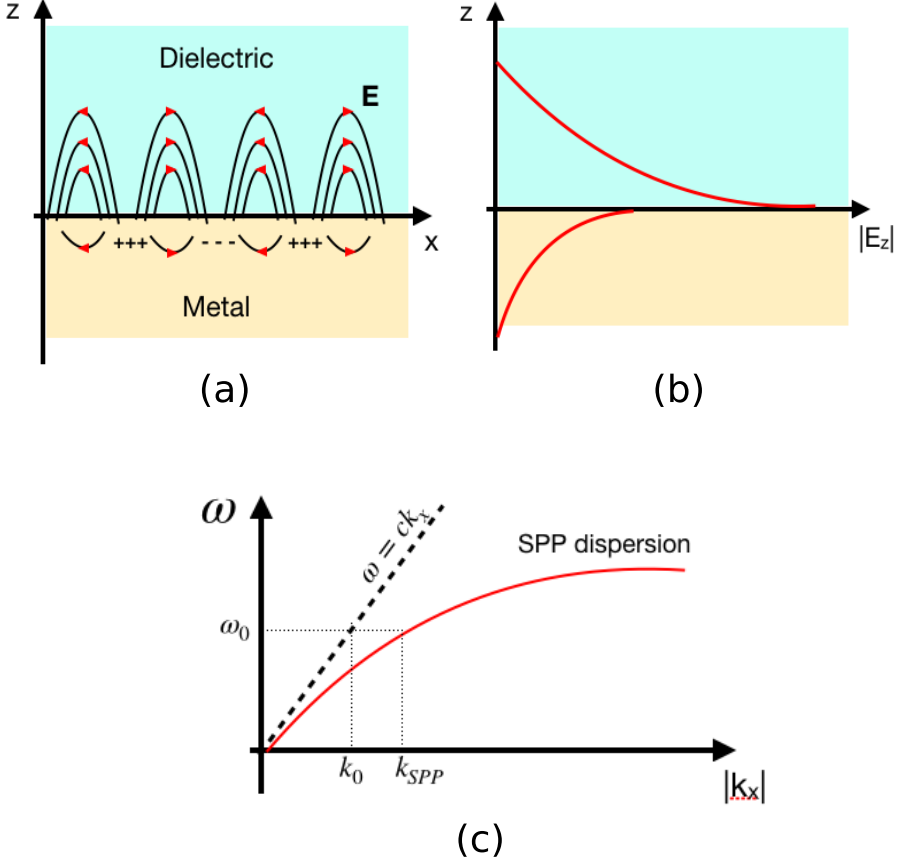 z
Dielectric
E
+++ - - - +++
x
Metal
(a)
z
|Ez|
(b)
ω
ω = ckx
SPP dispersion
ω0
k0 kSPP
|kx|
(c)